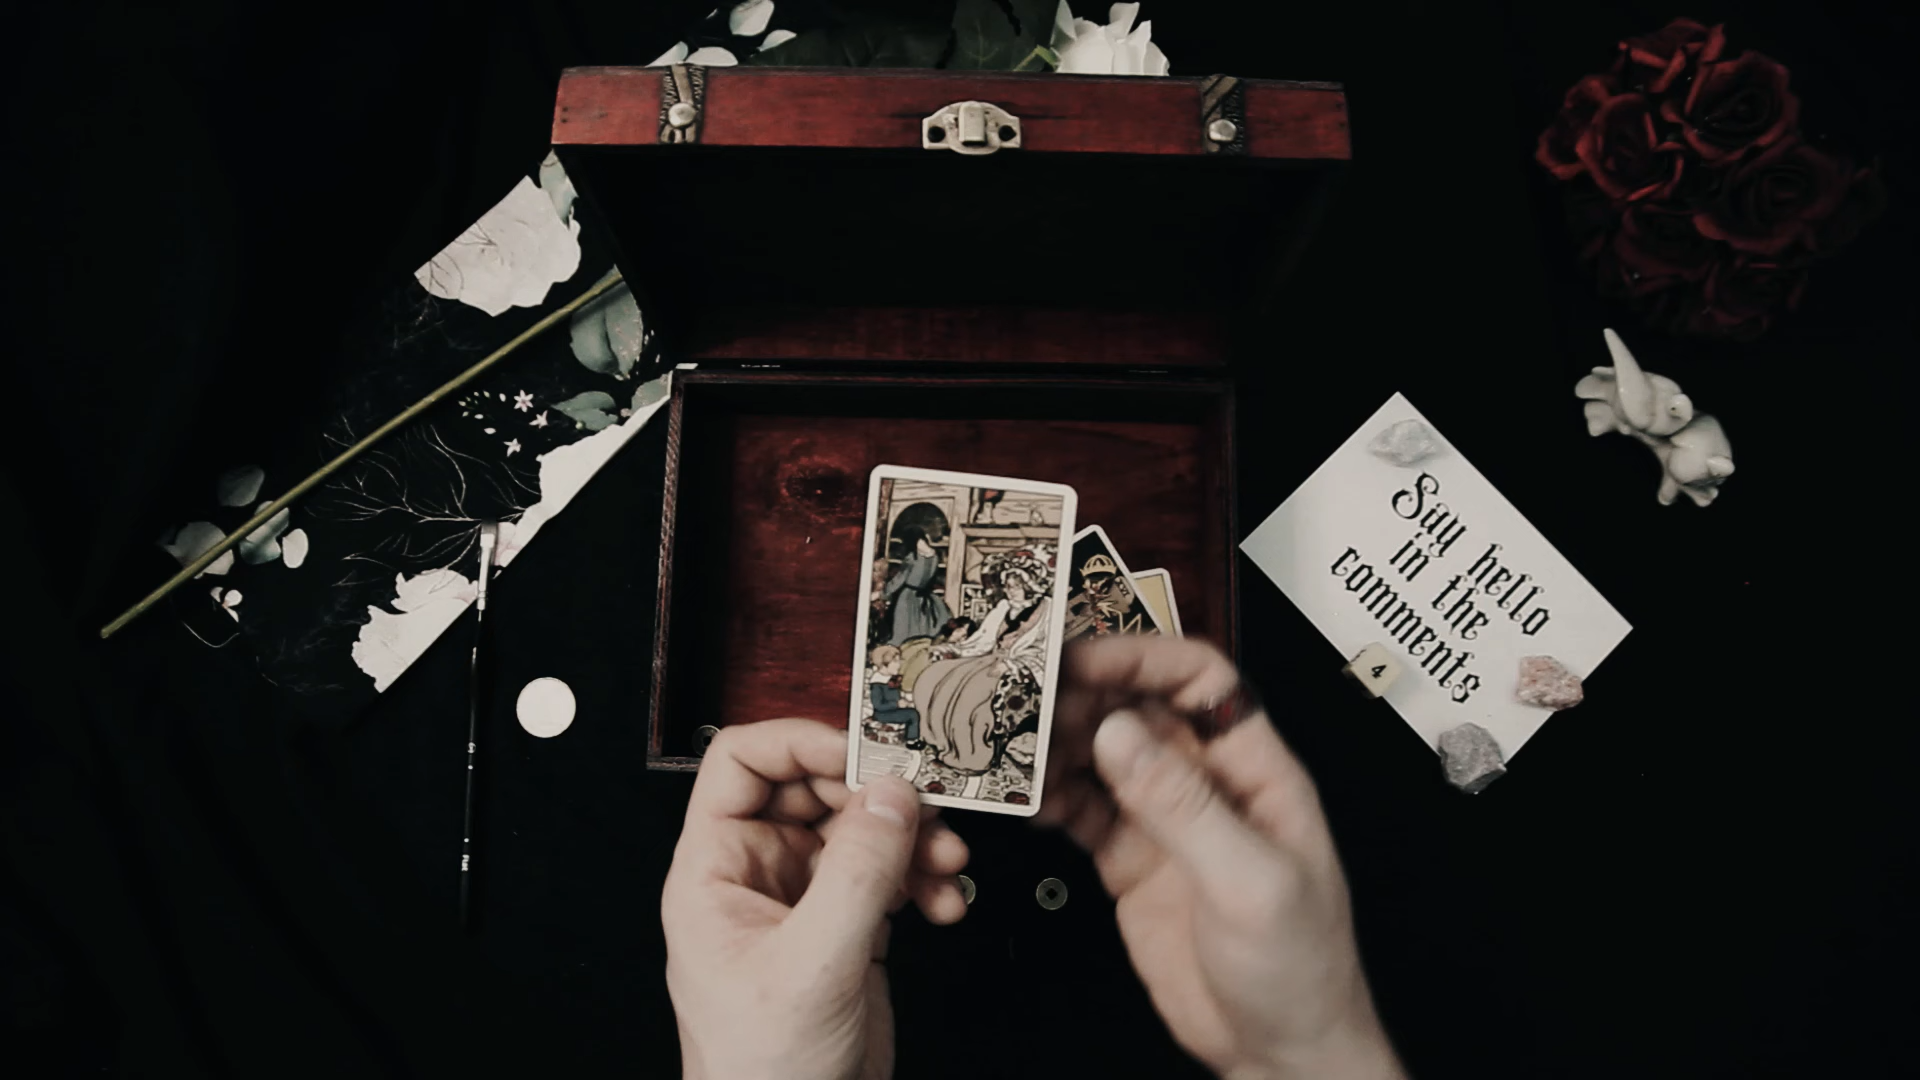 Say hello
in the
comments
4